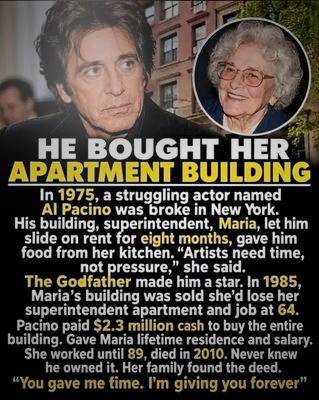 HE BOUGHT HER
APARTMENT BUILDING
In 1975, a struggling actor named
Al Pacino was broke in New York.
His building, superintendent, Maria, let him
slide on rent for eight months, gave him
food from her kitchen. “Artists need time,
not pressure,” she said.
The Godfather made him a star. In 1985,
Maria’s building was sold she’d lose her
superintendent apartment and job at 64.
Pacino paid $2.3 million cash to buy the entire
building. Gave Maria lifetime residence and salary.
She worked until 89, died in 2010. Never knew
he owned it. Her family found the deed.
“You gave me time. I’m giving you forever”